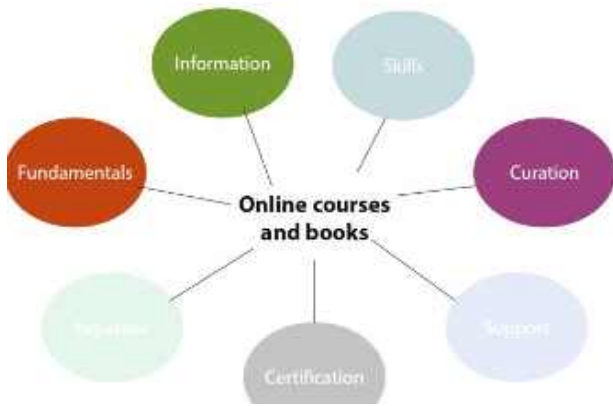 Information
Skills
Fundamentals
Curation
Online courses
and books
Support
Certification